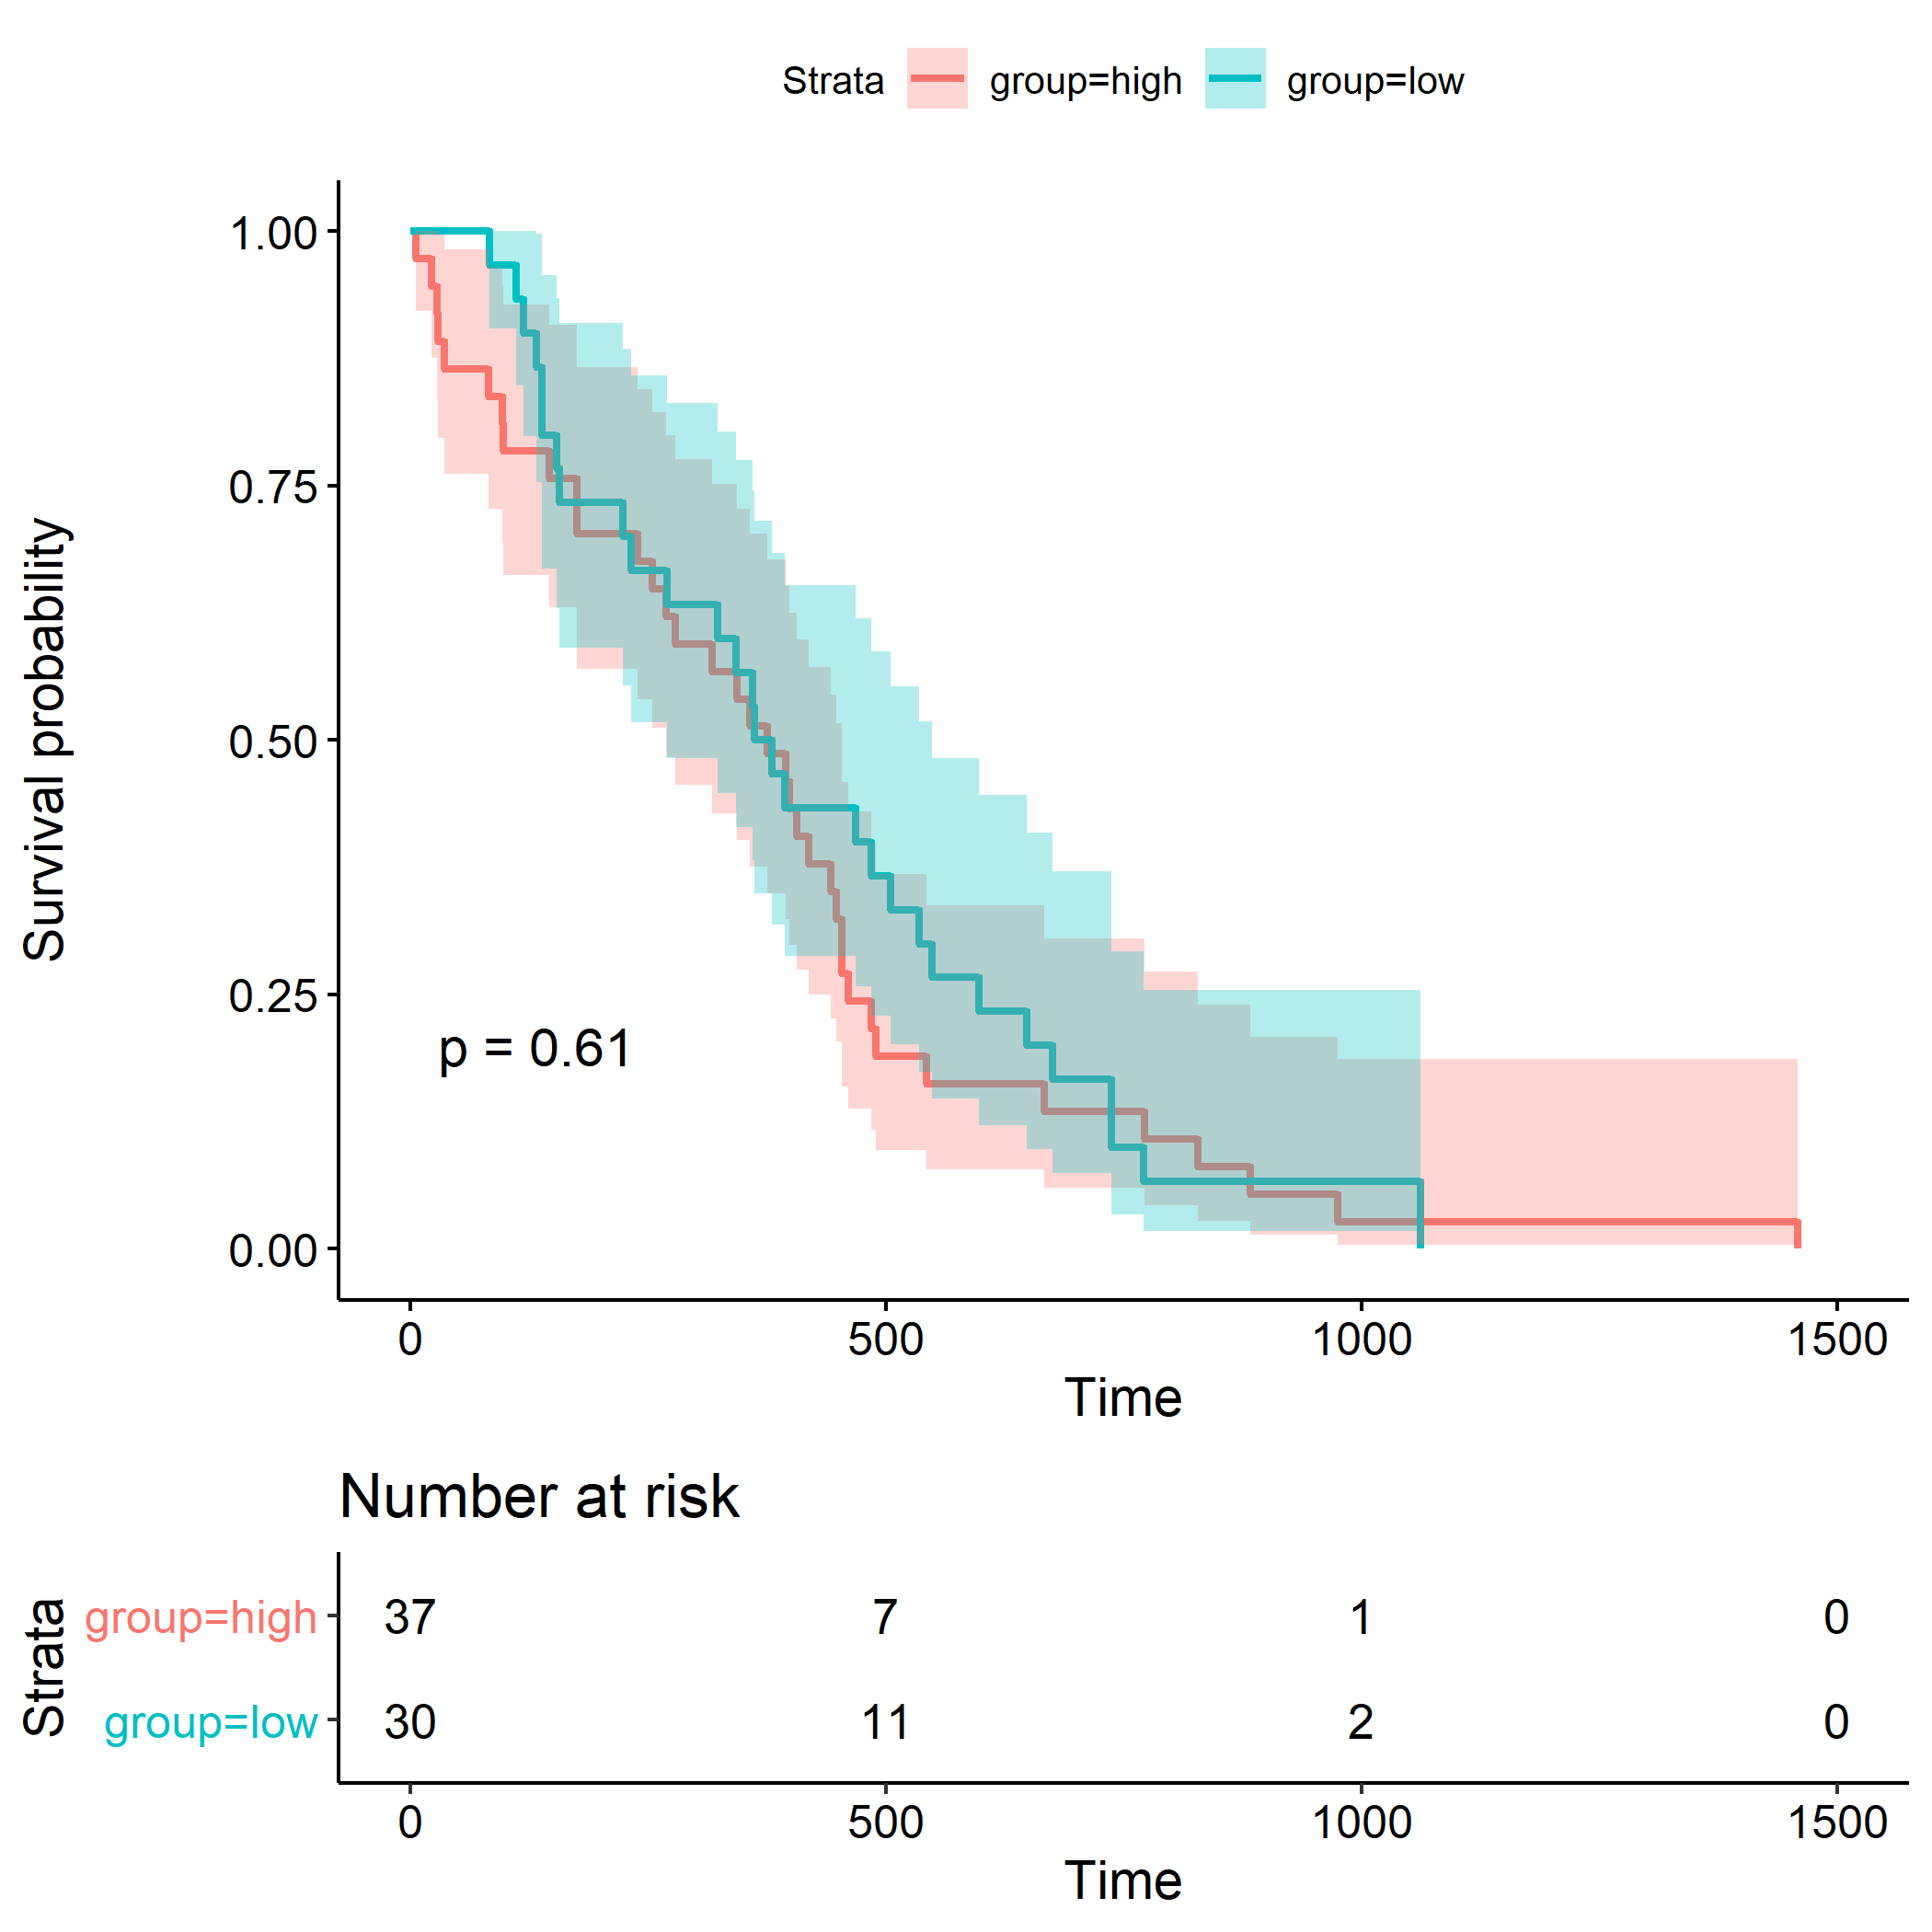 Strata group=high group=low
1.00
0.75
0.50
0.25
0.00
Survival probability
p = 0.61
0 500 1000 1500
Time
Number at risk
Strata
group=high 37 7 1 0
group=low 30 11 2 0
0 500 1000 1500
Time